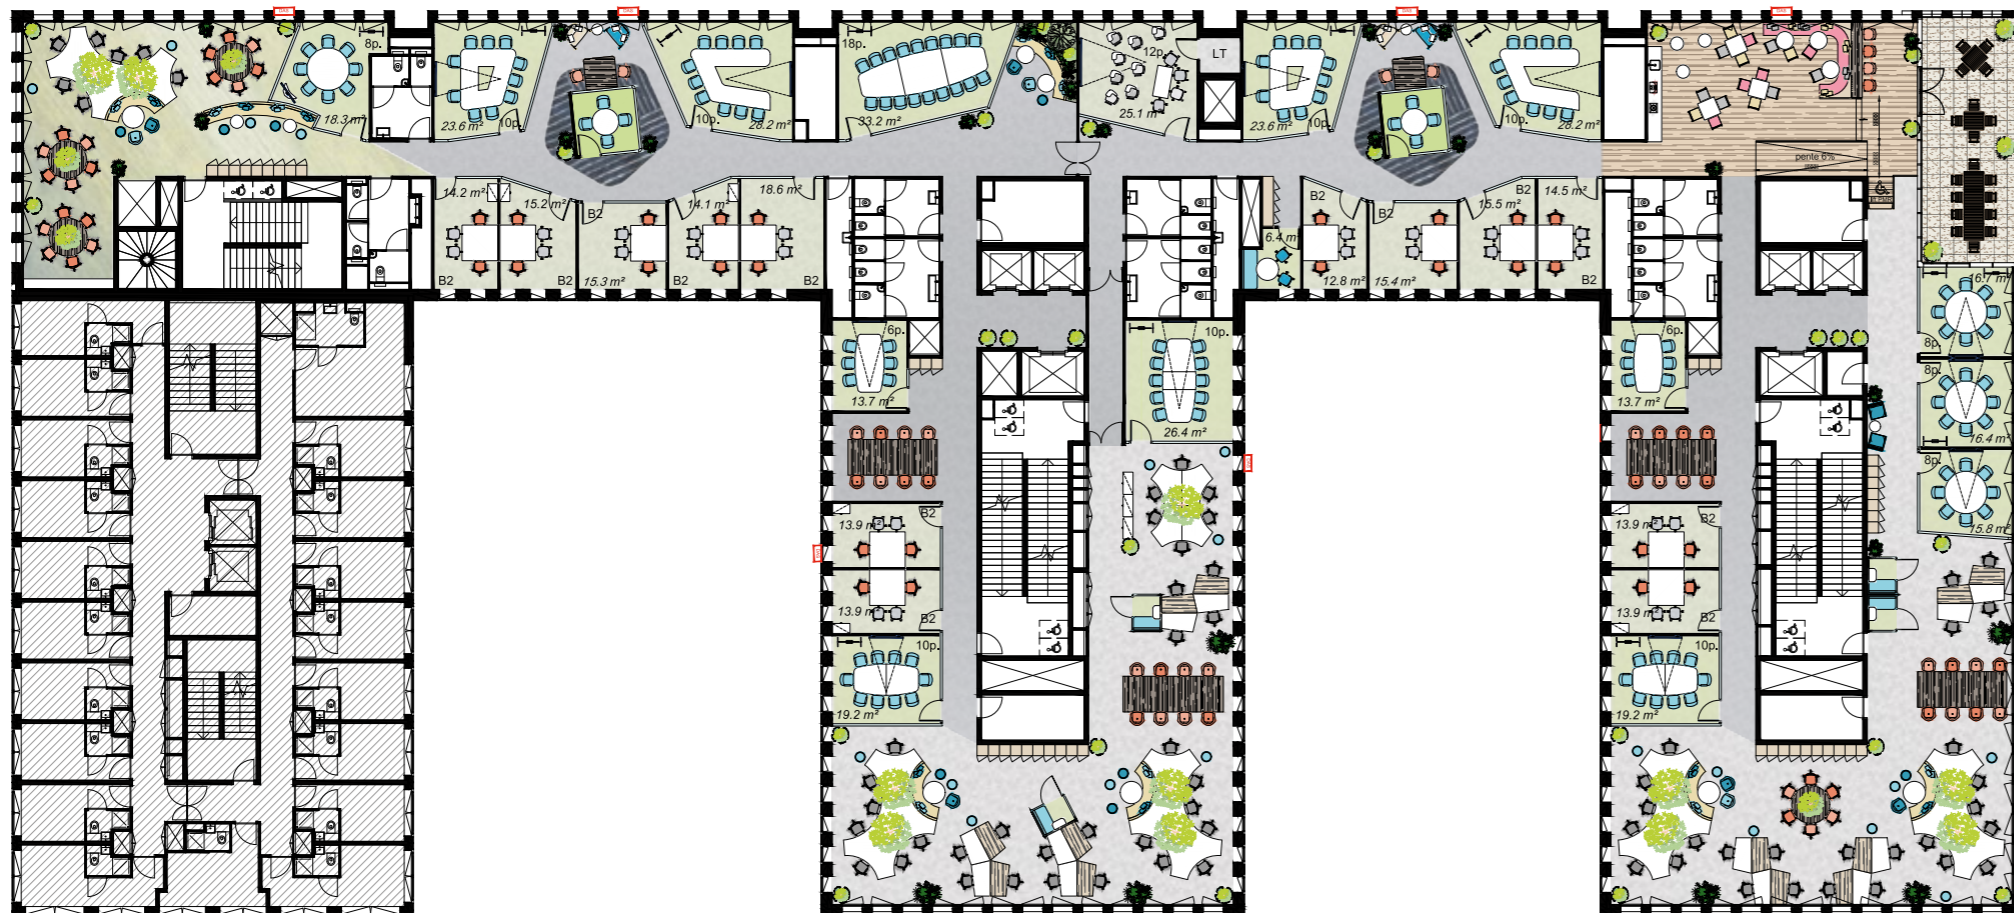 8p.
18.3 m²
23.6 m²
10p.
10p.
28.2 m²
18p.
33.2 m²
12p.
25.1 m²
LT
23.6 m²
10p.
10p.
28.2 m²
pente 6%
14.2 m²
B2
15.2 m²
B2
B2
15.3 m²
14.1 m²
B2
18.6 m²
B2
6.4 m²
B2
12.8 m²
B2
15.4 m²
B2
15.5 m²
14.5 m²
B2
16.7 m²
8p.
8p.
16.4 m²
8p.
15.8 m²
6p.
13.7 m²
10p.
26.4 m²
6p.
13.7 m²
13.9 m²
B2
13.9 m²
B2
10p.
19.2 m²
13.9 m²
B2
13.9 m²
B2
10p.
19.2 m²